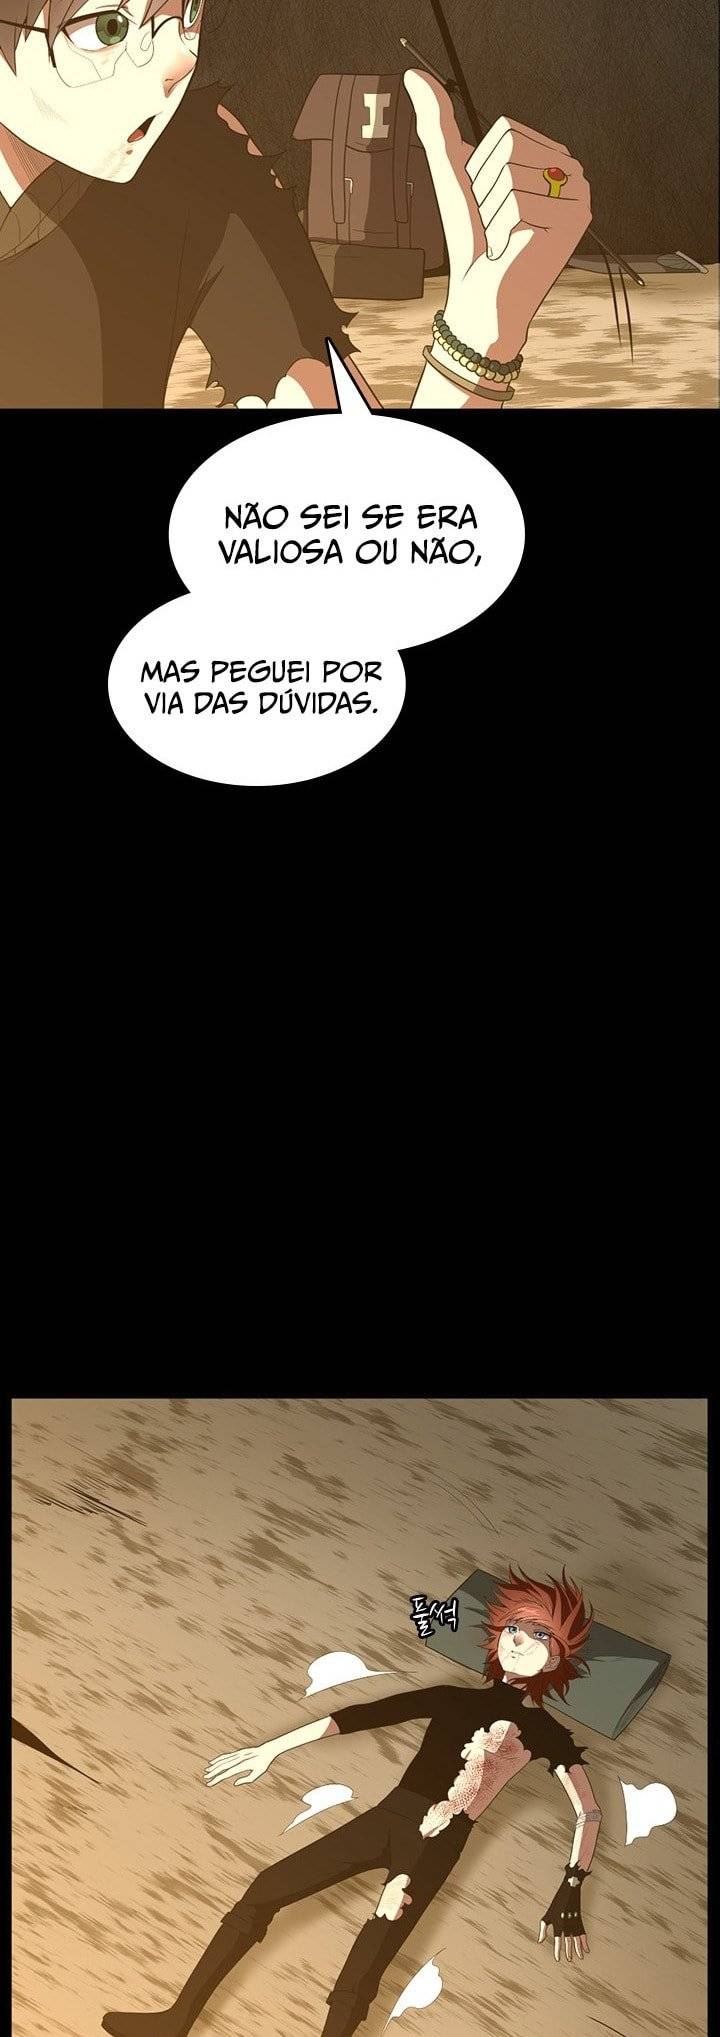 NÃO SEI SE ERA
VALIOSA OU NÃO,
MAS PEGUEI POR
VIA DAS DÚVIDAS.
풀썩